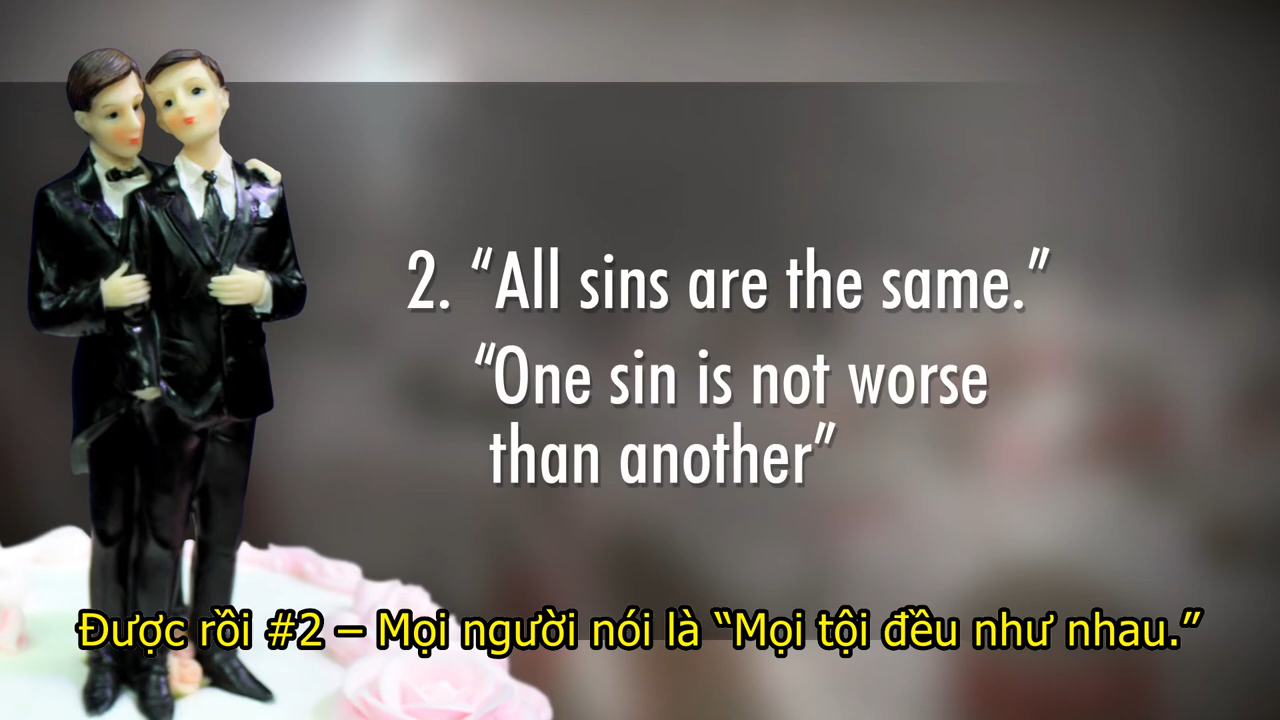 2. “All sins are the same.”
“One sin is not worse
than another”
Được rồi #2 – Mọi người nói là “Mọi tội đều như nhau.”